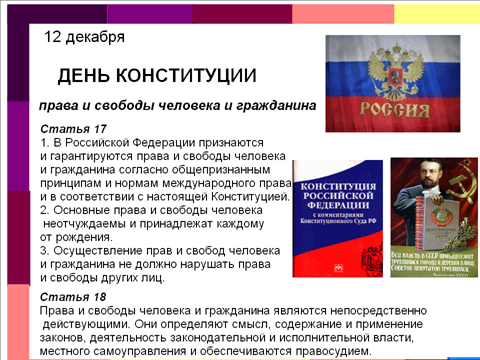 12 декабря
ДЕНЬ КОНСТИТУЦИИ
права и свободы человека и гражданина
Статья 17
1. В Российской Федерации признаются
и гарантируются права и свободы человека
и гражданина согласно общепризнанным
принципам и нормам международного права
и в соответствии с настоящей Конституцией.
2. Основные права и свободы человека
неотчуждаемы и принадлежат каждому
от рождения.
3. Осуществление прав и свобод человека
и гражданина не должно нарушать права
и свободы других лиц.
Статья 18
Права и свободы человека и гражданина являются непосредственно
действующими. Они определяют смысл, содержание и применение
законов, деятельность законодательной и исполнительной власти,
местного самоуправления и обеспечиваются правосудием.
РОССИЯ
КОНСТИТУЦИЯ
РОССИЙСКОЙ
ФЕДЕРАЦИИ
с комментариями
Конституционного Суда РФ
Вся власть в СССР принадлежит
трудящимся города и деревни в лице
Советов депутатов трудящихся